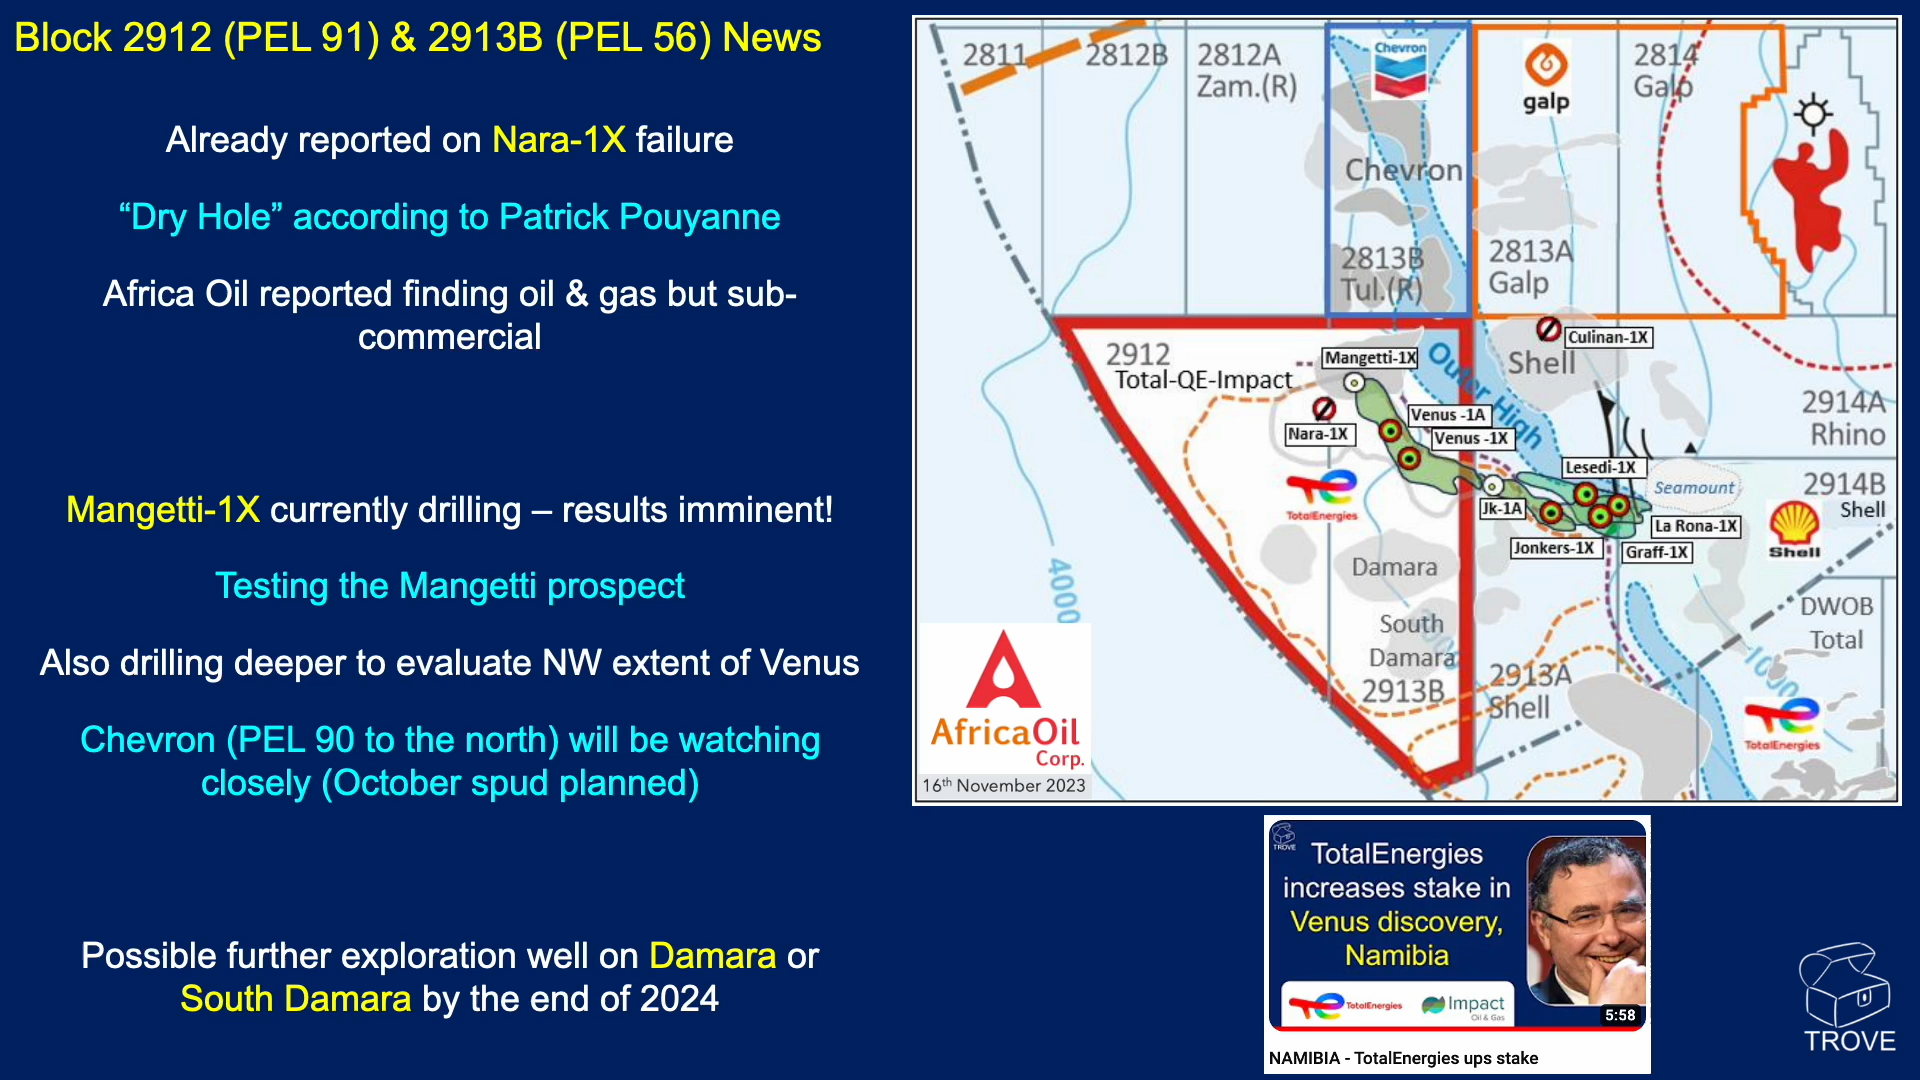 Block 2912 (PEL 91) & 2913B (PEL 56) News
Already reported on Nara-1X failure
“Dry Hole” according to Patrick Pouyanne
Africa Oil reported finding oil & gas but sub-
commercial
Mangetti-1X currently drilling – results imminent!
Testing the Mangetti prospect
Also drilling deeper to evaluate NW extent of Venus
Chevron (PEL 90 to the north) will be watching
closely (October spud planned)
Possible further exploration well on Damara or
South Damara by the end of 2024
2811
2812B
2812A
Zam.(R)
Chevron
galp
2814
Galp
Chevron
2813B
Tul.(R)
2813A
Galp
Culinan-1X
Shell
2912
Total-QE-Impact
Mangetti-1X
Outer High
Nara-1X
Venus -1A
Venus -1X
2914A
Rhino
Lesedi-1X
Seamount
2914B
Shell
Shell
TotalEnergies
Jk-1A
La Rona-1X
Jonkers-1X
Graff-1X
4000
Damara
South
Damara
2913B
2913A
Shell
DWOB
Total
1000
TotalEnergies
AfricaOil
Corp.
16th November 2023
TROVE
TotalEnergies
increases stake in
Venus discovery,
Namibia
TotalEnergies
Impact
Oil & Gas
5:58
NAMIBIA - TotalEnergies ups stake
TROVE